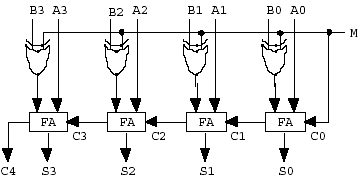 B3 A3 B2 A2 B1 A1 B0 A0
M
FA FA FA FA
C3 C2 C1 C0
C4 S3 S2 S1 S0